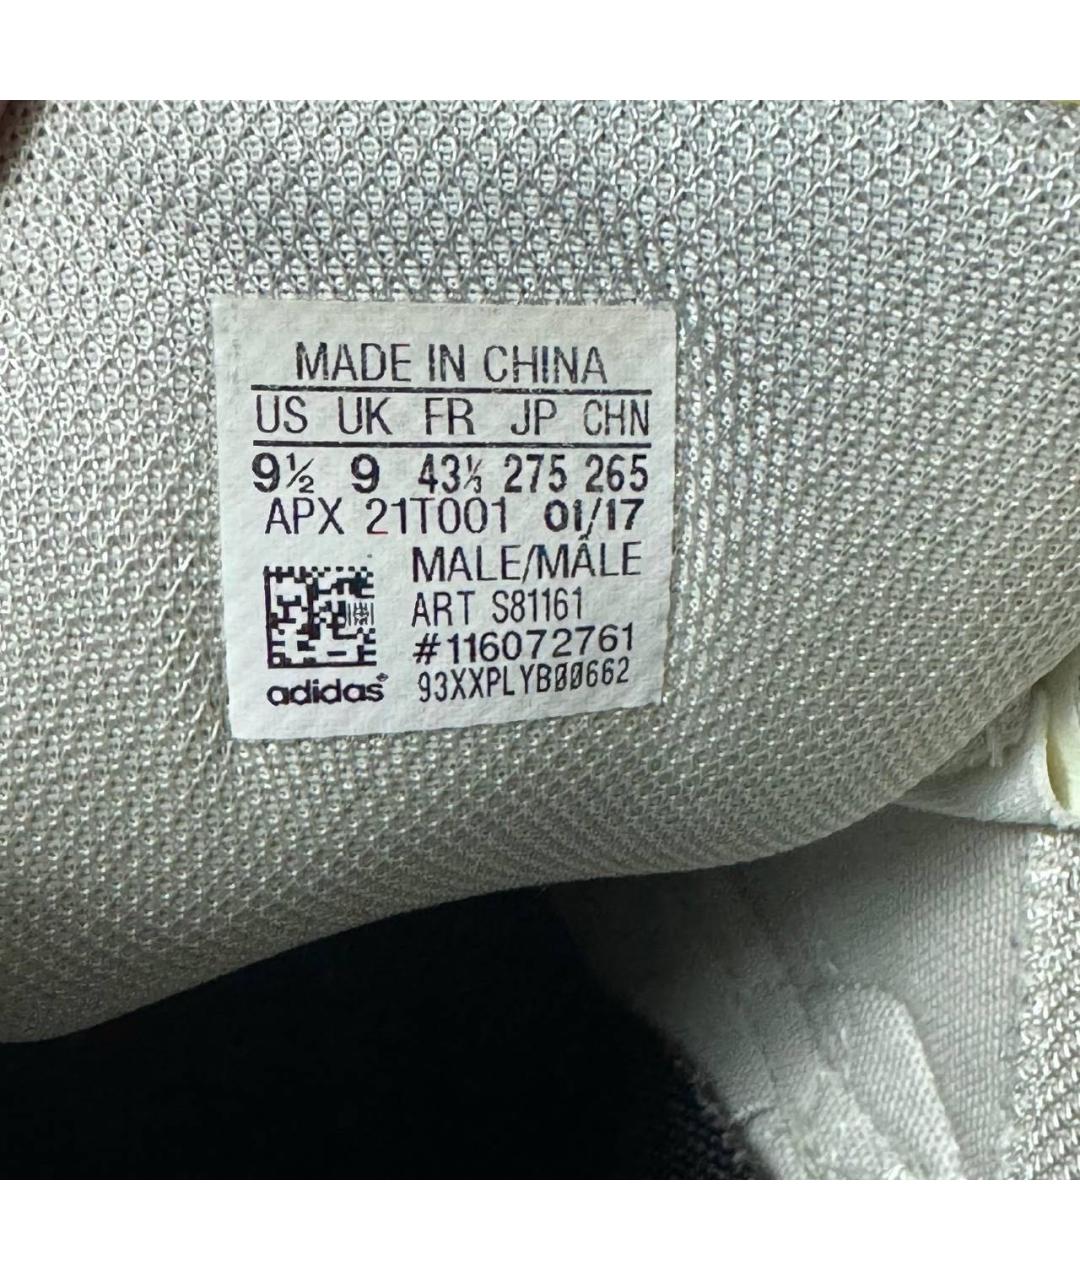 MADE IN CHINA
US UK FR JP CHN
9½ 9 43⅓ 275 265
APX 21T001 01/17
MALE/MÂLE
ART S81161
#116072761
adidas® 93XXPLYB00662